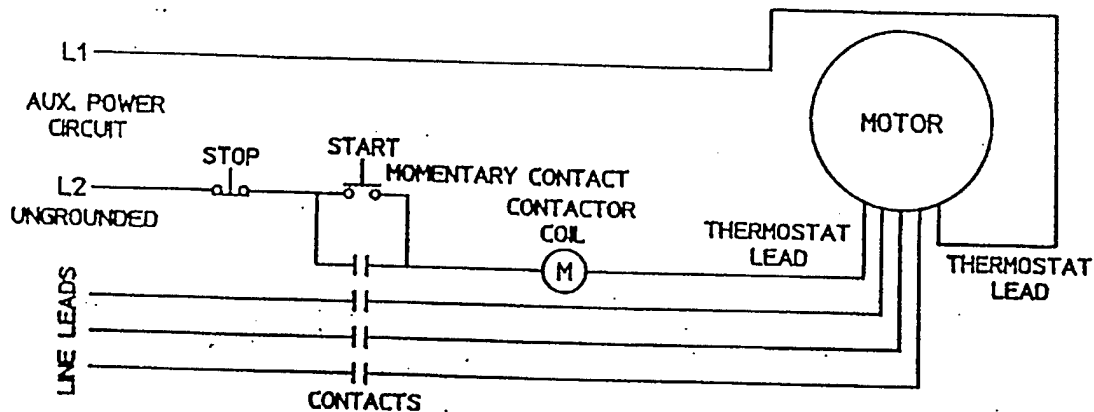 L1
AUX. POWER
CIRCUIT
STOP
START
MOMENTARY CONTACT
L2
UNGROUNDED
CONTACTOR
COIL
M
MOTOR
THERMOSTAT
LEAD
THERMOSTAT
LEAD
LINE LEADS
CONTACTS